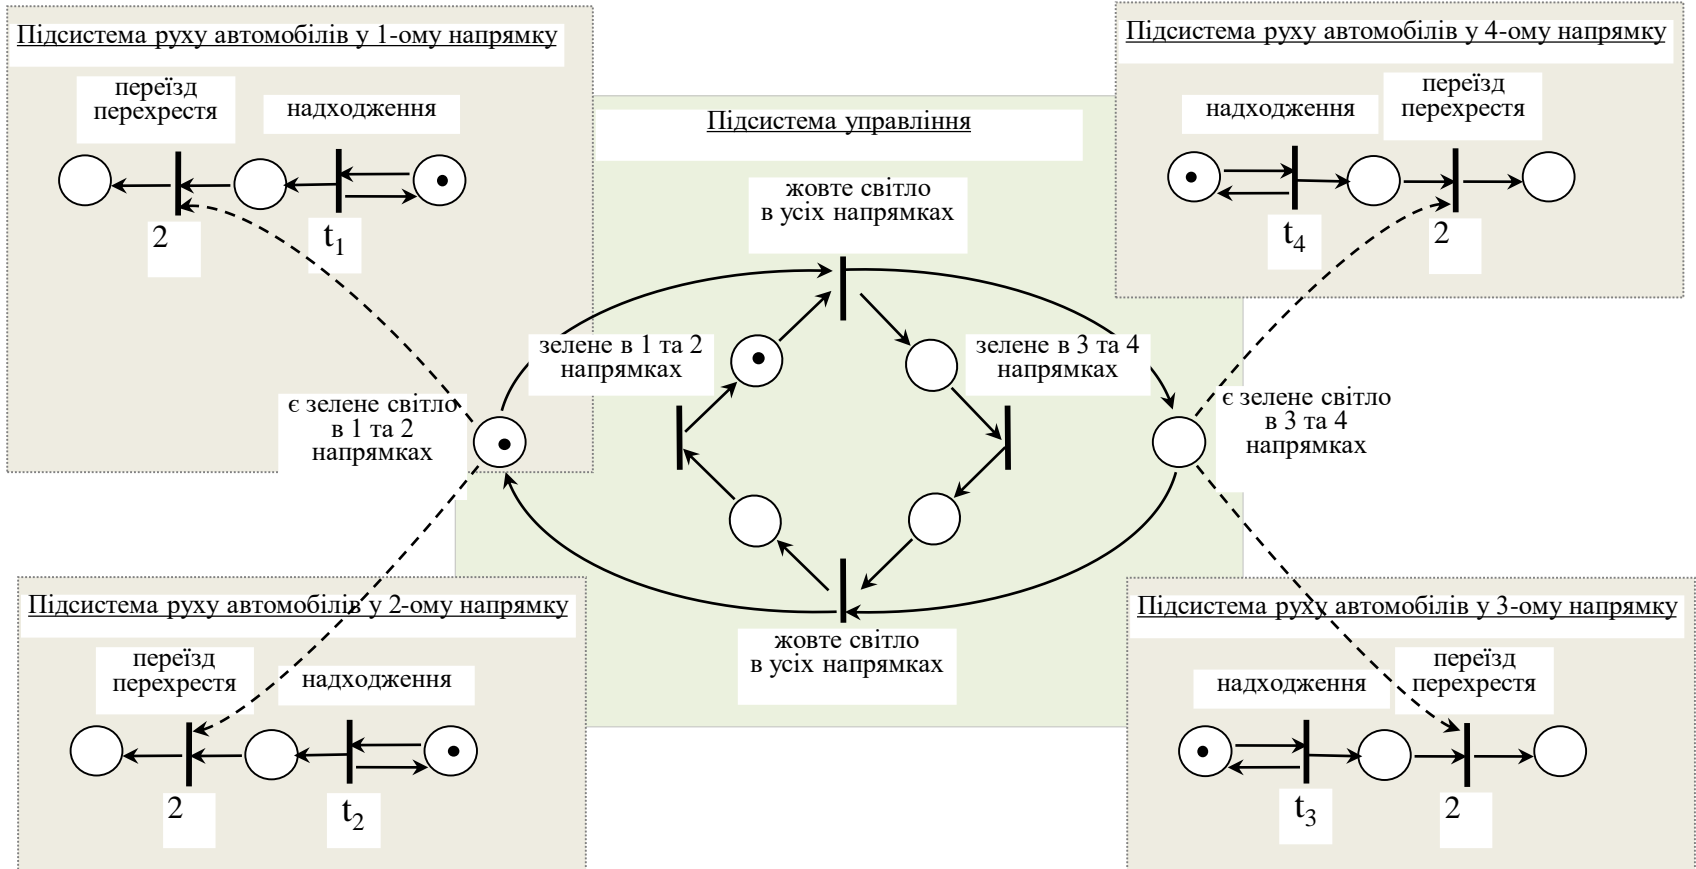 Підсистема руху автомобілів у 1-ому напрямку
переїзд
перехрестя
надходження
2
t1
Підсистема руху автомобілів у 4-ому напрямку
надходження
переїзд
перехрестя
t4
2
Підсистема управління
жовте світло
в усіх напрямках
зелене в 1 та 2
напрямках
зелене в 3 та 4
напрямках
є зелене світло
в 1 та 2
напрямках
є зелене світло
в 3 та 4
напрямках
жовте світло
в усіх напрямках
Підсистема руху автомобілів у 2-ому напрямку
переїзд
перехрестя
надходження
2
t2
Підсистема руху автомобілів у 3-ому напрямку
надходження
переїзд
перехрестя
t3
2